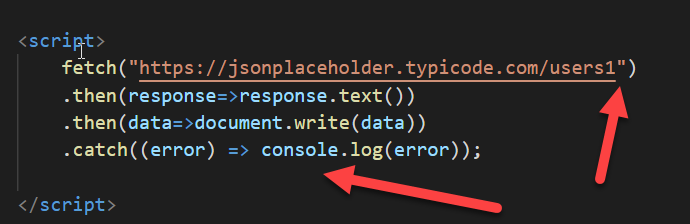 <script>
fetch("https://jsonplaceholder.typicode.com/users1")
.then(response=>response.text())
.then(data=>document.write(data))
.catch((error) => console.log(error));
</script>